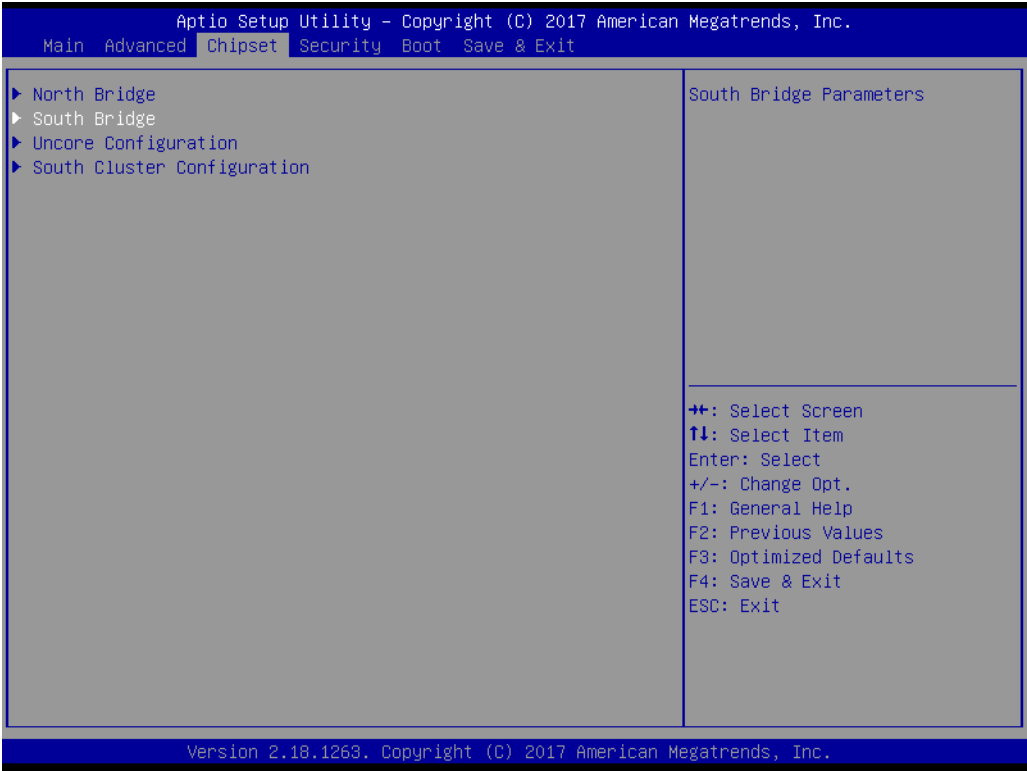 Aptio Setup Utility – Copyright (C) 2017 American Megatrends, Inc.
Main Advanced Chipset Security Boot Save & Exit
▶ North Bridge
▶ South Bridge
▶ Uncore Configuration
▶ South Cluster Configuration
South Bridge Parameters
→←: Select Screen
↑↓: Select Item
Enter: Select
+/-: Change Opt.
F1: General Help
F2: Previous Values
F3: Optimized Defaults
F4: Save & Exit
ESC: Exit
Version 2.18.1263. Copyright (C) 2017 American Megatrends, Inc.